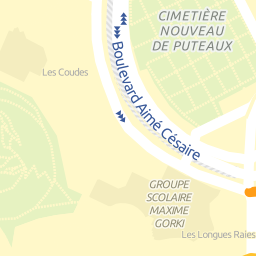 CIMETIÈRE
NOUVEAU
DE PUTEAUX
Les Coudes
Boulevard Aimé Césaire
GROUPE
SCOLAIRE
MAXIME
GORKI
Les Longues Raies